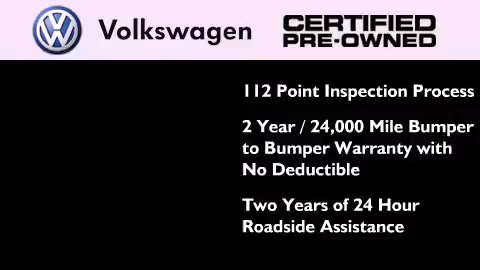 Volkswagen
CERTIFIED
PRE-OWNED
112 Point Inspection Process
2 Year / 24,000 Mile Bumper
to Bumper Warranty with
No Deductible
Two Years of 24 Hour
Roadside Assistance